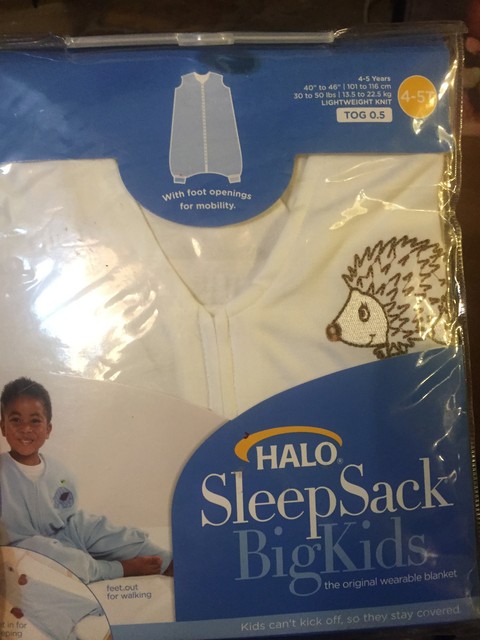 4-5 Years
40" to 46" | 101 to 116 cm
30 to 50 lbs | 13.5 to 22.5 kg
LIGHTWEIGHT KNIT
TOG 0.5
4-5T
With foot openings
for mobility.
HALO
SleepSack
BigKids
the original wearable blanket
feet out
for walking
Kids can't kick off, so they stay covered